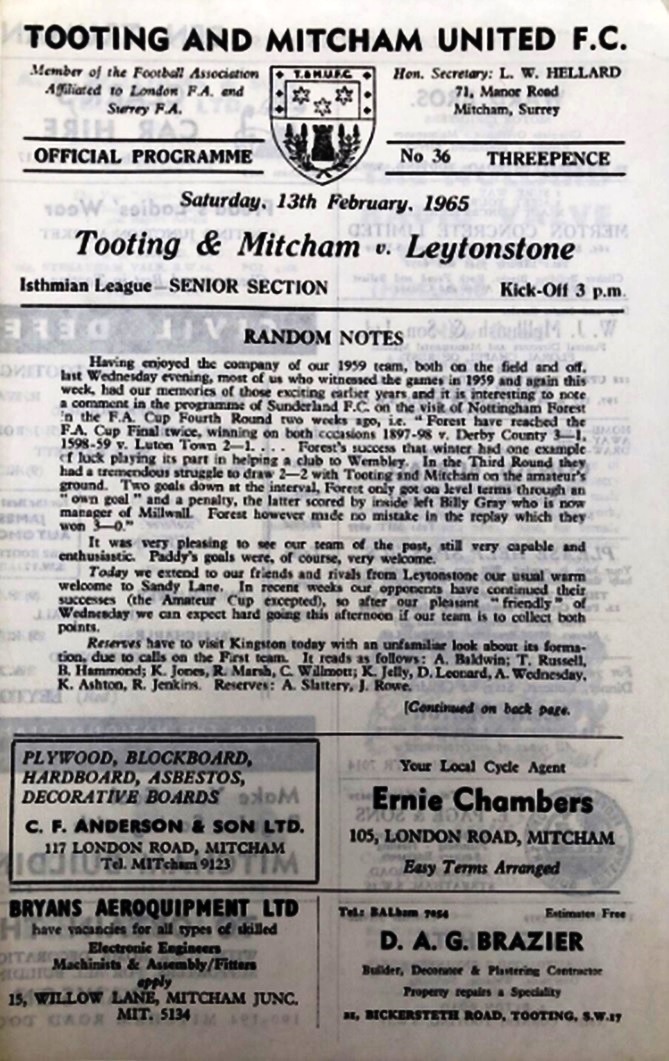 TOOTING AND MITCHAM UNITED F.C.
Member of the Football Association
Affiliated to London F.A. and
Surrey F.A.
T.&M.U.F.C.
Hon. Secretary: L. W. HELLARD
71, Manor Road
Mitcham, Surrey
OFFICIAL PROGRAMME
No 36 THREEPENCE
Saturday, 13th February, 1965
Tooting & Mitcham v. Leytonstone
Isthmian League—SENIOR SECTION
Kick-Off 3 p.m.
RANDOM NOTES
Having enjoyed the company of our 1959 team, both on the field and off,
last Wednesday evening, most of us who witnessed the games in 1959 and again this
week, had our memories of those exciting earlier years and it is interesting to note
a comment in the programme of Sunderland F.C. on the visit of Nottingham Forest
in the F.A. Cup Fourth Round two weeks ago, i.e. "Forest have reached the
F.A. Cup Final twice, winning on both occasions 1897-98 v. Derby County 3—1,
1598-59 v. Luton Town 2—1. . . . Forest's success that winter had one example
of luck playing its part in helping a club to Wembley. In the Third Round they
had a tremendous struggle to draw 2—2 with Tooting and Mitcham on the amateur's
ground. Two goals down at the interval, Forest only got on level terms through an
"own goal" and a penalty, the latter scored by inside left Billy Gray who is now
manager of Millwall. Forest however made no mistake in the replay which they
won 3—0."
It was very pleasing to see our team of the past, still very capable and
enthusiastic. Paddy's goals were, of course, very welcome.
Today we extend to our friends and rivals from Leytonstone our usual warm
welcome to Sandy Lane. In recent weeks our opponents have continued their
successes (the Amateur Cup excepted), so after our pleasant "friendly" of
Wednesday we can expect hard going this afternoon if our team is to collect both
points.
Reserves have to visit Kingston today with an unfamiliar look about its forma-
tion, due to calls on the First team. It reads as follows: A. Baldwin; T. Russell,
B. Hammond; K. Jones, R. Marsh, C. Willmott; K. Jelly, D. Leonard, A. Wednesday,
K. Ashton, R. Jenkins. Reserves: A. Slattery, J. Rowe.
[Continued on back page.
PLYWOOD, BLOCKBOARD,
HARDBOARD, ASBESTOS,
DECORATIVE BOARDS
C. F. ANDERSON & SON LTD.
117 LONDON ROAD, MITCHAM
Tel. MITcham 9123
Your Local Cycle Agent
Ernie Chambers
105, LONDON ROAD, MITCHAM
Easy Terms Arranged
BRYANS AEROQUIPMENT LTD
have vacancies for all types of skilled
Electronic Engineers
Machinists & Assembly/Fitters
apply
15, WILLOW LANE, MITCHAM JUNC.
MIT. 5134
Tel.: BALham 7054 Estimates Free
D. A. G. BRAZIER
Builder, Decorator & Plastering Contractor
Property repairs a Speciality
21, BICKERSTETH ROAD, TOOTING, S.W.17